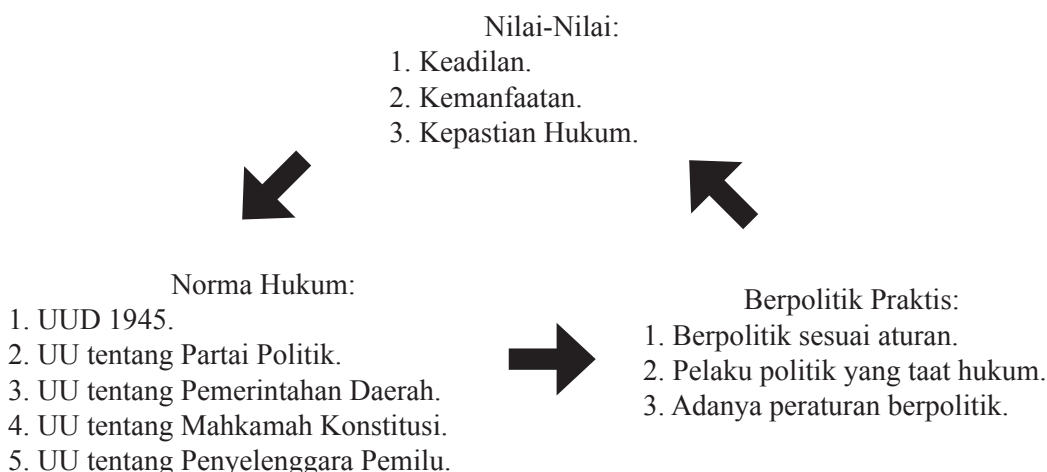 Nilai-Nilai:
1. Keadilan.
2. Kemanfaatan.
3. Kepastian Hukum.
Norma Hukum:
1. UUD 1945.
2. UU tentang Partai Politik.
3. UU tentang Pemerintahan Daerah.
4. UU tentang Mahkamah Konstitusi.
5. UU tentang Penyelenggara Pemilu.
Berpolitik Praktis:
1. Berpolitik sesuai aturan.
2. Pelaku politik yang taat hukum.
3. Adanya peraturan berpolitik.